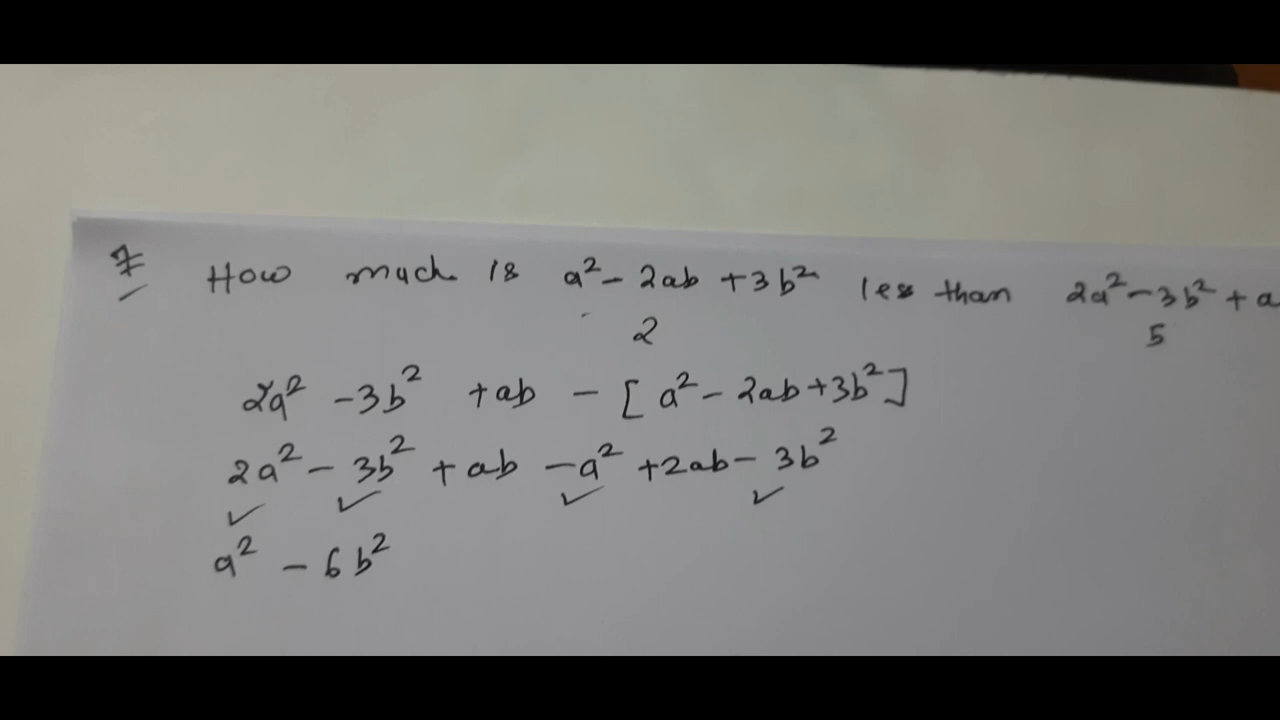 7 How much is a² - 2ab + 3b² less than 2a² - 3b² + a
2 5
2a² - 3b² + ab - [a² - 2ab + 3b²]
2a² - 3b² + ab - a² + 2ab - 3b²
✓ ✓ ✓ ✓
a² - 6b²